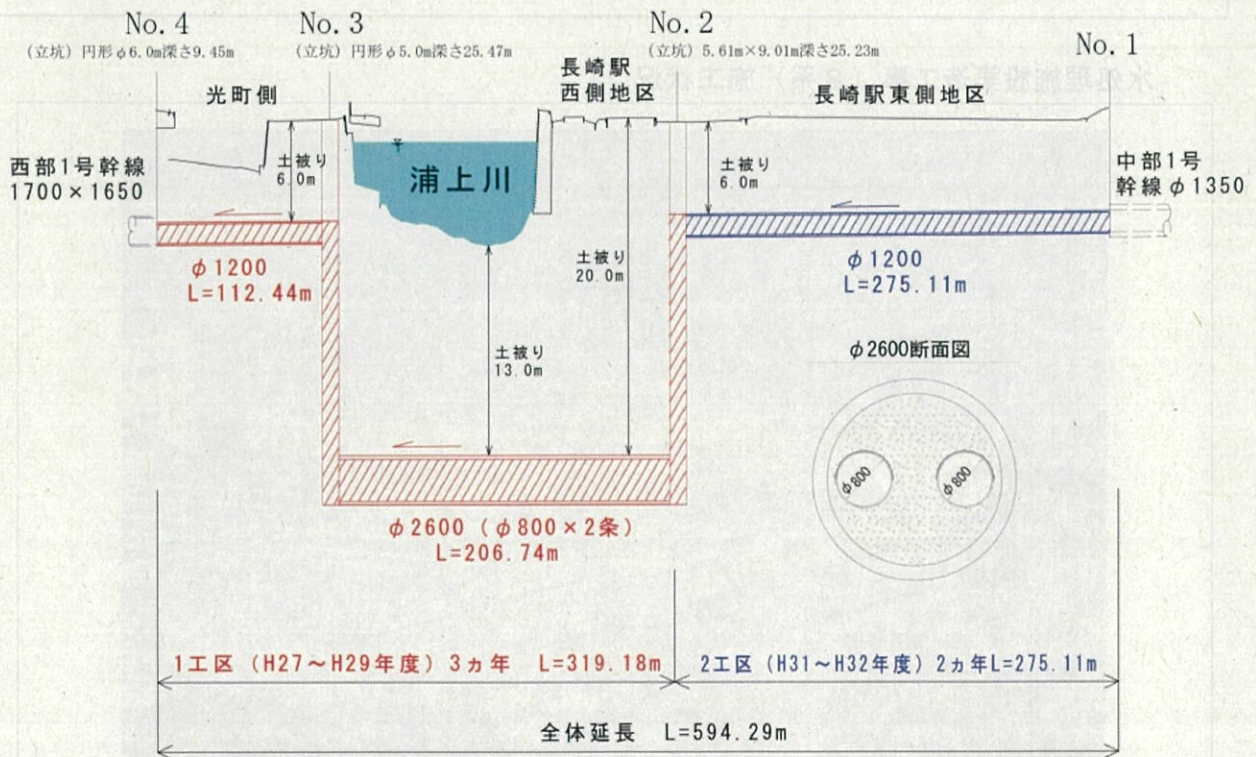 No.4
(立坑) 円形φ6.0m深さ9.45m
No.3
(立坑) 円形φ5.0m深さ25.47m
No.2
(立坑) 5.61m×9.01m深さ25.23m
No.1
光町側
長崎駅
西側地区
長崎駅東側地区
西部1号幹線
1700×1650
土被り
6.0m
浦上川
土被り
6.0m
中部1号
幹線φ1350
φ1200
L=112.44m
土被り
20.0m
φ1200
L=275.11m
土被り
13.0m
φ2600断面図
φ800
φ800
φ2600 (φ800×2条)
L=206.74m
1工区 (H27～H29年度) 3カ年 L=319.18m
2工区 (H31～H32年度) 2カ年L=275.11m
全体延長 L=594.29m